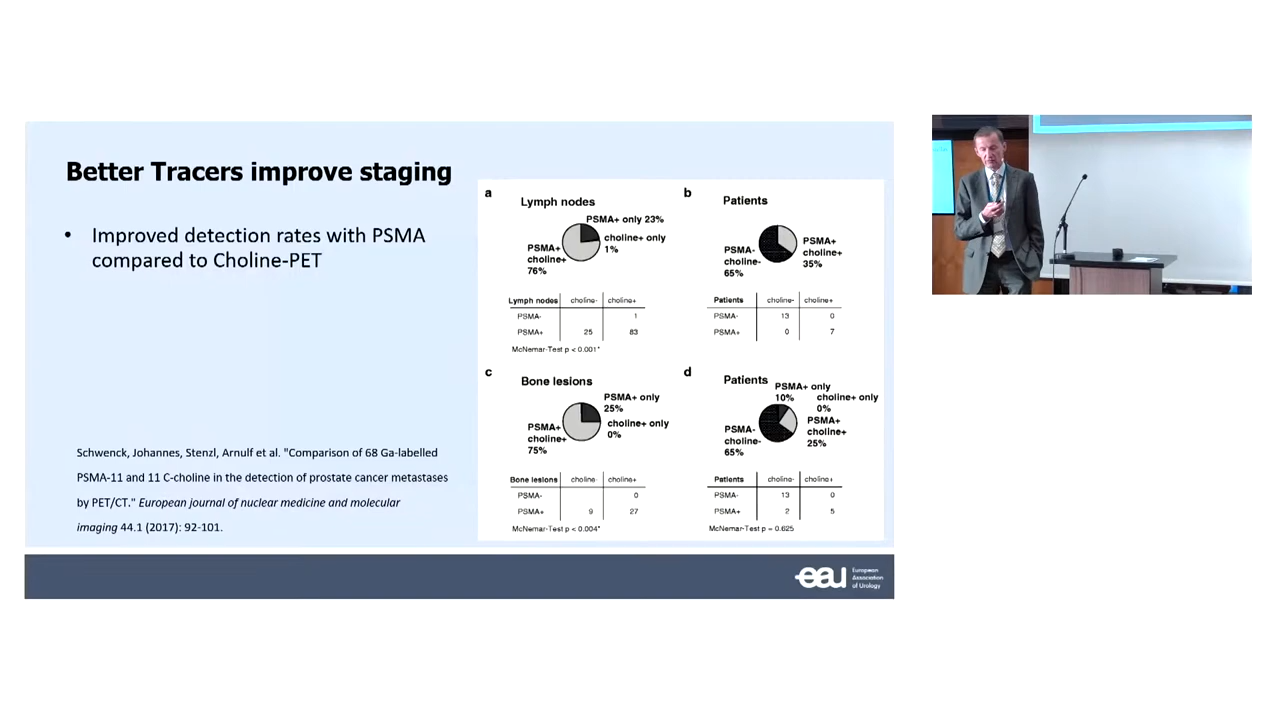 Better Tracers improve staging
• Improved detection rates with PSMA
compared to Choline-PET
Schwenck, Johannes, Stenzl, Arnulf et al. "Comparison of 68 Ga-labelled
PSMA-11 and 11 C-choline in the detection of prostate cancer metastases
by PET/CT." European journal of nuclear medicine and molecular
imaging 44.1 (2017): 92-101.
a
Lymph nodes
PSMA+ only 23%
choline+ only
1%
PSMA+
choline+
76%
Lymph nodes choline- choline+
PSMA- 1
PSMA+ 25 83
McNemar-Test p < 0.001*
b
Patients
PSMA-
choline-
65%
PSMA+
choline+
35%
Patients choline- choline+
PSMA- 13 0
PSMA+ 0 7
c
Bone lesions
PSMA+ only
25%
choline+ only
0%
PSMA+
choline+
75%
Bone lesions choline- choline+
PSMA- 0
PSMA+ 9 27
McNemar-Test p < 0.004*
d
Patients
PSMA+ only
10%
choline+ only
0%
PSMA+
choline+
25%
PSMA-
choline-
65%
Patients choline- choline+
PSMA- 13 0
PSMA+ 2 5
McNemar-Test p = 0.625
eau
European
Association
of Urology